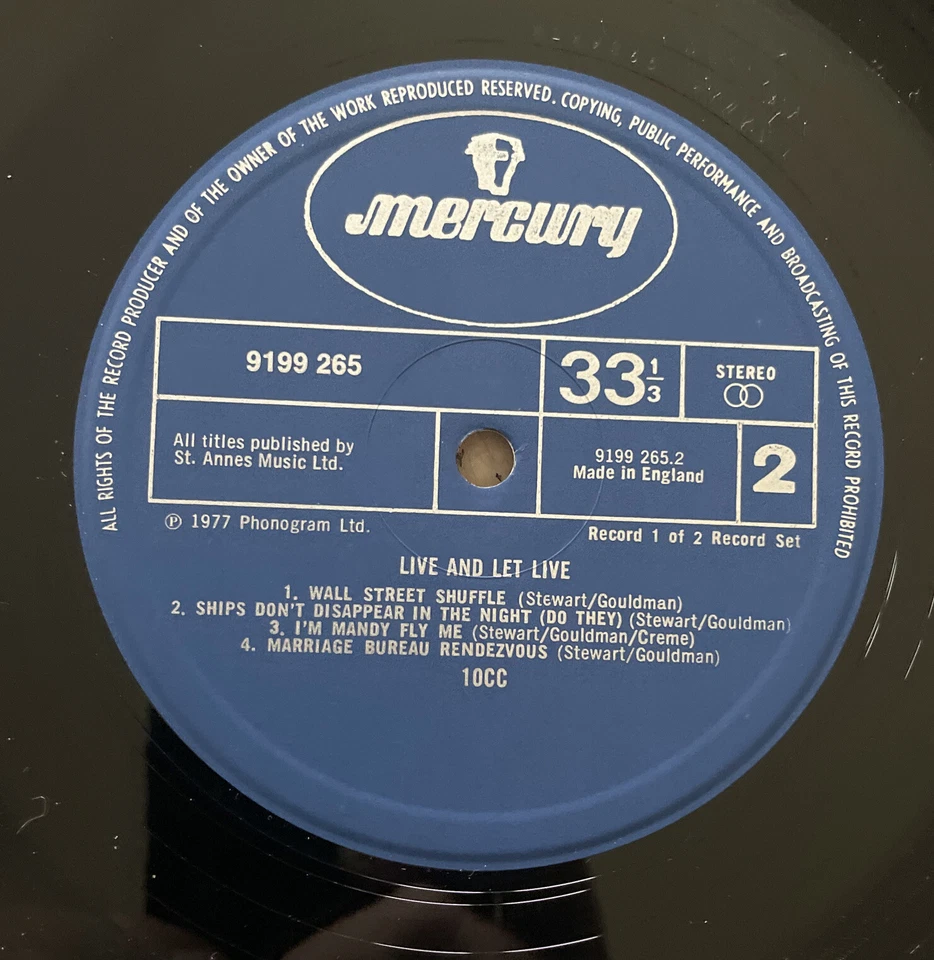 ALL RIGHTS OF THE RECORD PRODUCER AND OF THE OWNER OF THE WORK REPRODUCED RESERVED. COPYING, PUBLIC PERFORMANCE AND BROADCASTING OF THIS RECORD PROHIBITED
mercury
9199 265
33 1/3
STEREO
All titles published by
St. Annes Music Ltd.
9199 265.2
Made in England
2
℗ 1977 Phonogram Ltd.
Record 1 of 2 Record Set
LIVE AND LET LIVE
1. WALL STREET SHUFFLE (Stewart/Gouldman)
2. SHIPS DON'T DISAPPEAR IN THE NIGHT (DO THEY) (Stewart/Gouldman)
3. I'M MANDY FLY ME (Stewart/Gouldman/Creme)
4. MARRIAGE BUREAU RENDEZVOUS (Stewart/Gouldman)
10CC